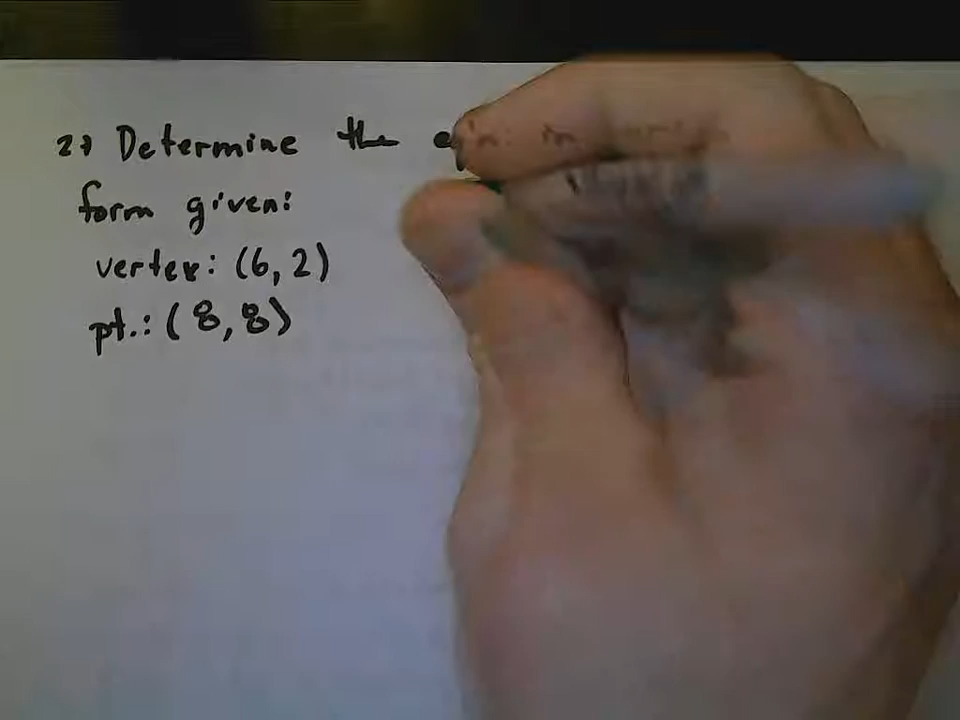 2) Determine the
form given:
vertex: (6,2)
pt.: (8,8)